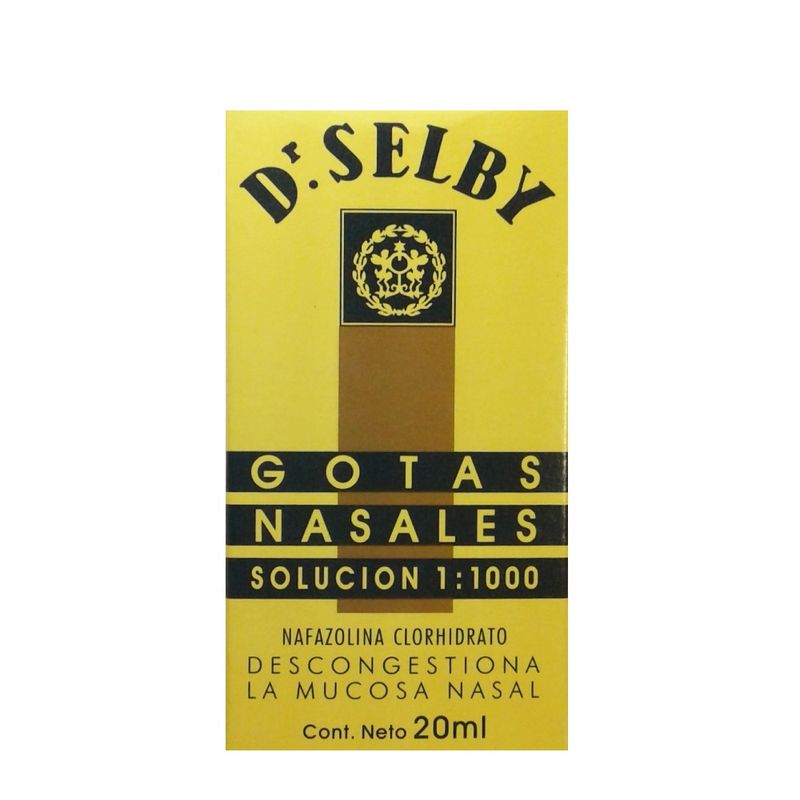 Dr. SELBY
GOTAS
NASALES
SOLUCION 1:1000
NAFAZOLINA CLORHIDRATO
DESCONGESTIONA
LA MUCOSA NASAL
Cont. Neto 20ml